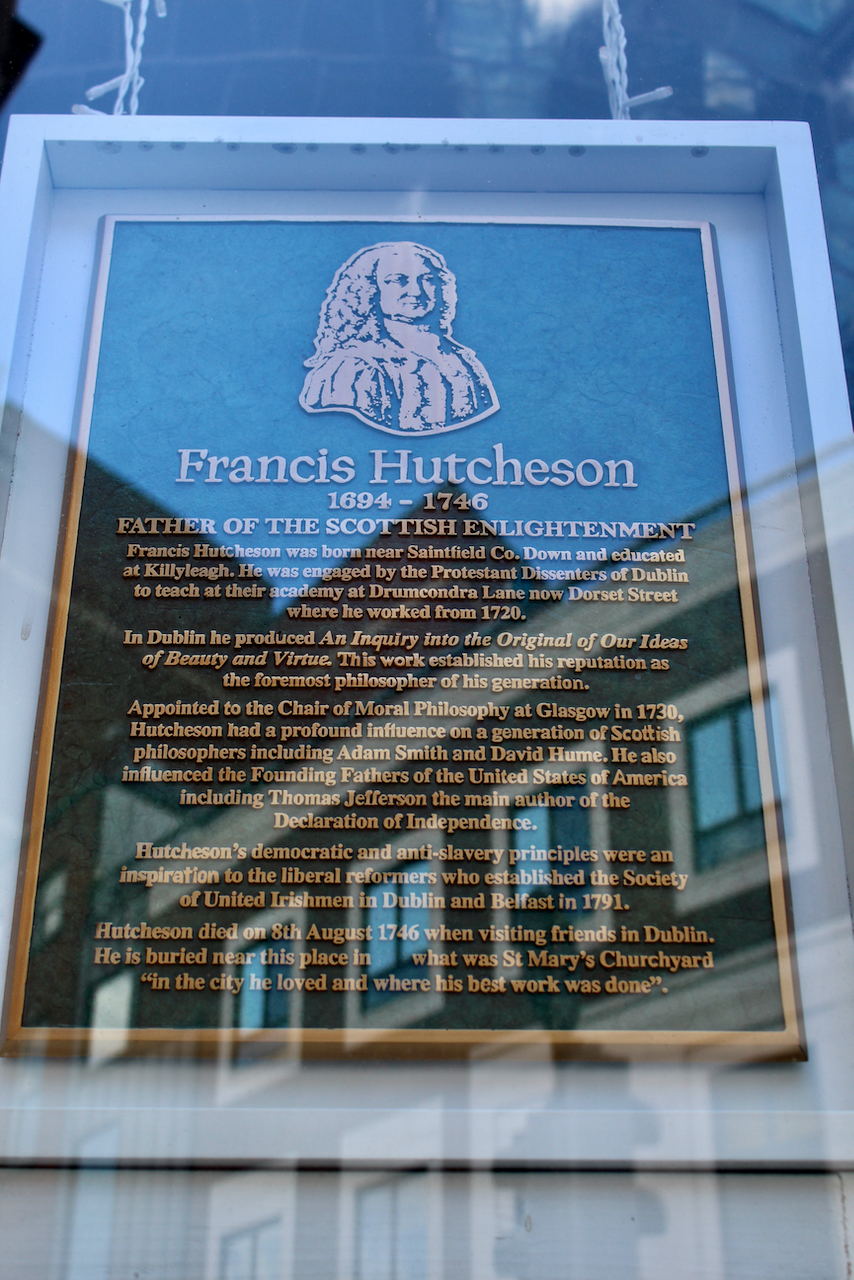 Francis Hutcheson
1694 – 1746
FATHER OF THE SCOTTISH ENLIGHTENMENT
Francis Hutcheson was born near Saintfield Co. Down and educated
at Killyleagh. He was engaged by the Protestant Dissenters of Dublin
to teach at their academy at Drumcondra Lane now Dorset Street
where he worked from 1720.
In Dublin he produced An Inquiry into the Original of Our Ideas
of Beauty and Virtue. This work established his reputation as
the foremost philosopher of his generation.
Appointed to the Chair of Moral Philosophy at Glasgow in 1730,
Hutcheson had a profound influence on a generation of Scottish
philosophers including Adam Smith and David Hume. He also
influenced the Founding Fathers of the United States of America
including Thomas Jefferson the main author of the
Declaration of Independence.
Hutcheson's democratic and anti-slavery principles were an
inspiration to the liberal reformers who established the Society
of United Irishmen in Dublin and Belfast in 1791.
Hutcheson died on 8th August 1746 when visiting friends in Dublin.
He is buried near this place in what was St Mary's Churchyard
“in the city he loved and where his best work was done”.